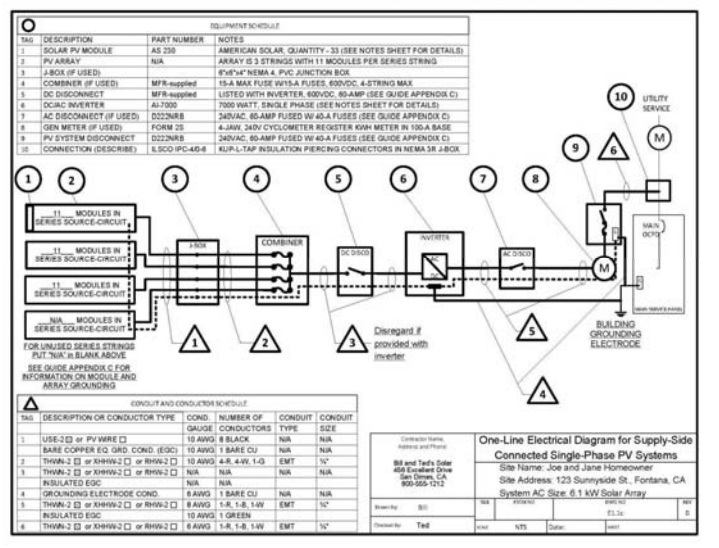 EQUIPMENT SCHEDULE
TAG DESCRIPTION PART NUMBER NOTES
1 SOLAR PV MODULE AS 230 AMERICAN SOLAR, QUANTITY - 33 (SEE NOTES SHEET FOR DETAILS)
2 PV ARRAY N/A ARRAY IS 3 STRINGS WITH 11 MODULES PER SERIES STRING
3 J-BOX (IF USED) 6"x6"x4" NEMA 4, PVC JUNCTION BOX
4 COMBINER (IF USED) MFR-supplied 15-A MAX FUSE W/15-A FUSES, 600VDC, 4-STRING MAX
5 DC DISCONNECT MFR-supplied LISTED WITH INVERTER, 600VDC, 60-AMP (SEE GUIDE APPENDIX C)
6 DC/AC INVERTER AI-7000 7000 WATT, SINGLE PHASE (SEE NOTES SHEET FOR DETAILS)
7 AC DISCONNECT (IF USED) D222NRB 240VAC, 60-AMP FUSED W/ 40-A FUSES (SEE GUIDE APPENDIX C)
8 GEN METER (IF USED) FORM 2S 4-JAW, 240V CYCLOMETER REGISTER KWH METER IN 100-A BASE
9 PV SYSTEM DISCONNECT D222NRB 240VAC, 60-AMP FUSED W/ 40-A FUSES (SEE GUIDE APPENDIX C)
10 CONNECTION (DESCRIBE) ILSCO IPC-4/0-6 KUP-L-TAP INSULATION PIERCING CONNECTORS IN NEMA 3R J-BOX
10
UTILITY
SERVICE
M
6
9
1
2
3
4
5
6
7
8
11 MODULES IN
SERIES SOURCE-CIRCUIT
J-BOX
COMBINER
DC DISCO
INVERTER
AC
DC
AC DISCO
M
MAIN
OCPD
MAIN SERVICE PANEL
11 MODULES IN
SERIES SOURCE-CIRCUIT
11 MODULES IN
SERIES SOURCE-CIRCUIT
N/A MODULES IN
SERIES SOURCE-CIRCUIT
1
2
3
Disregard if
provided with
inverter
5
4
BUILDING
GROUNDING
ELECTRODE
FOR UNUSED SERIES STRINGS
PUT "N/A" in BLANK ABOVE
SEE GUIDE APPENDIX C FOR
INFORMATION ON MODULE AND
ARRAY GROUNDING
CONDUIT AND CONDUCTOR SCHEDULE
TAG DESCRIPTION OR CONDUCTOR TYPE COND. GAUGE NUMBER OF CONDUCTORS CONDUIT TYPE CONDUIT SIZE
1 USE-2 ☒ or PV WIRE ☐ 10 AWG 8 BLACK N/A N/A
BARE COPPER EQ. GRD. COND. (EGC) 10 AWG 1 BARE CU N/A N/A
2 THWN-2 ☒ or XHHW-2 ☐ or RHW-2 ☐ 10 AWG 4-R, 4-W, 1-G EMT ¾"
3 THWN-2 ☐ or XHHW-2 ☐ or RHW-2 ☐ N/A N/A N/A N/A
INSULATED EGC N/A N/A
4 GROUNDING ELECTRODE COND. 6 AWG 1 BARE CU N/A N/A
5 THWN-2 ☒ or XHHW-2 ☐ or RHW-2 ☐ 8 AWG 1-R, 1-B, 1-W EMT ¾"
INSULATED EGC 10 AWG 1 GREEN
6 THWN-2 ☒ or XHHW-2 ☐ or RHW-2 ☐ 6 AWG 1-R, 1-B, 1-W EMT ¾"
Contractor Name,
Address and Phone:
Bill and Ted's Solar
456 Excellent Drive
San Dimes, CA
800-555-1212
One-Line Electrical Diagram for Supply-Side
Connected Single-Phase PV Systems
Site Name: Joe and Jane Homeowner
Site Address: 123 Sunnyside St., Fontana, CA
System AC Size: 6.1 kW Solar Array
Drawn By: Bill
SIZE FSCM NO DWG NO REV
E1.1c 0
Checked By: Ted
SCALE NTS Date: SHEET